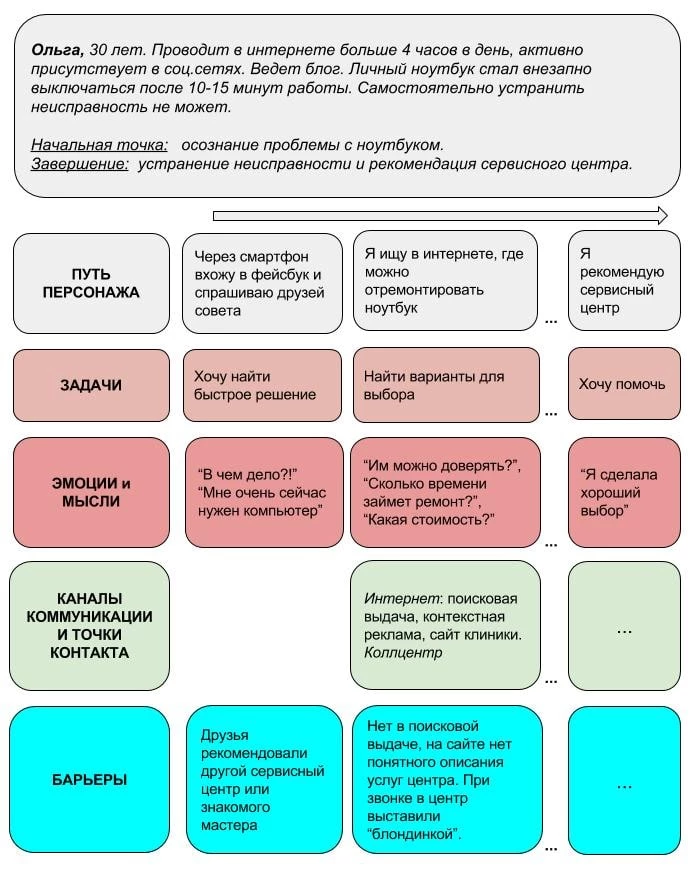 Ольга, 30 лет. Проводит в интернете больше 4 часов в день, активно
присутствует в соц.сетях. Ведет блог. Личный ноутбук стал внезапно
выключаться после 10-15 минут работы. Самостоятельно устранить
неисправность не может.
Начальная точка: осознание проблемы с ноутбуком.
Завершение: устранение неисправности и рекомендация сервисного центра.
ПУТЬ
ПЕРСОНАЖА
Через смартфон
вхожу в фейсбук и
спрашиваю друзей
совета
Я ищу в интернете, где
можно
отремонтировать
ноутбук
...
Я
рекомендую
сервисный
центр
ЗАДАЧИ
Хочу найти
быстрое решение
Найти варианты для
выбора
...
Хочу помочь
ЭМОЦИИ и
МЫСЛИ
“В чем дело?!”
“Мне очень сейчас
нужен компьютер”
“Им можно доверять?”,
“Сколько времени
займет ремонт?”,
“Какая стоимость?”
...
“Я сделала
хороший
выбор”
КАНАЛЫ
КОММУНИКАЦИИ
И ТОЧКИ
КОНТАКТА
Интернет: поисковая
выдача, контекстная
реклама, сайт клиники.
Коллцентр
...
...
БАРЬЕРЫ
Друзья
рекомендовали
другой сервисный
центр или
знакомого
мастера
Нет в поисковой
выдаче, на сайте нет
понятного описания
услуг центра. При
звонке в центр
выставили
“блондинкой”.
...
...